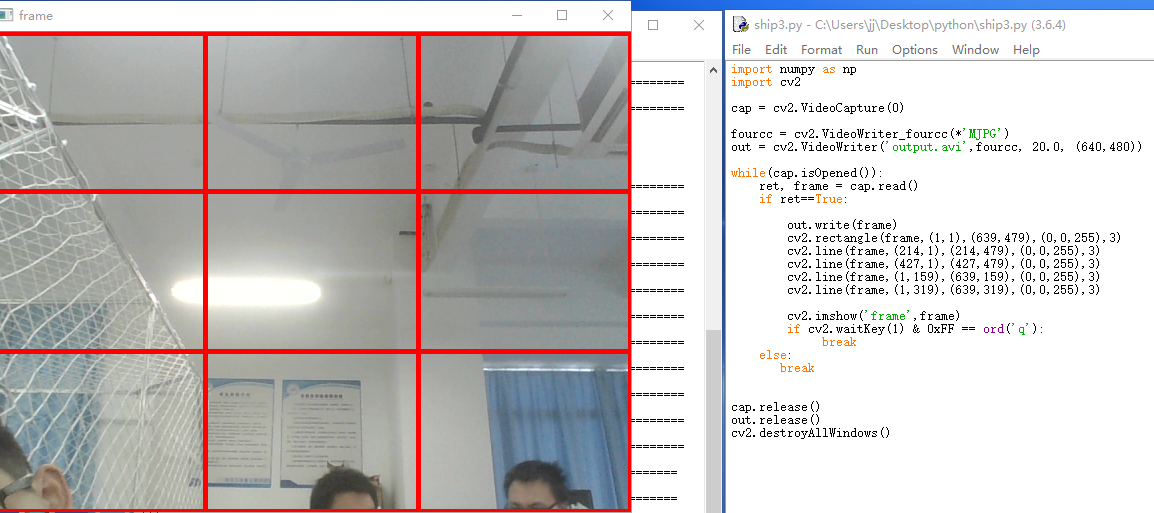 frame
ship3.py - C:\Users\jj\Desktop\python\ship3.py (3.6.4)
File Edit Format Run Options Window Help
import numpy as np
import cv2
cap = cv2.VideoCapture(0)
fourcc = cv2.VideoWriter_fourcc(*'MJPG')
out = cv2.VideoWriter('output.avi',fourcc, 20.0, (640,480))
while(cap.isOpened()):
    ret, frame = cap.read()
    if ret==True:
        out.write(frame)
        cv2.rectangle(frame,(1,1),(639,479),(0,0,255),3)
        cv2.line(frame,(214,1),(214,479),(0,0,255),3)
        cv2.line(frame,(427,1),(427,479),(0,0,255),3)
        cv2.line(frame,(1,159),(639,159),(0,0,255),3)
        cv2.line(frame,(1,319),(639,319),(0,0,255),3)
        cv2.imshow('frame',frame)
        if cv2.waitKey(1) & 0xFF == ord('q'):
             break
    else:
       break
cap.release()
out.release()
cv2.destroyAllWindows()